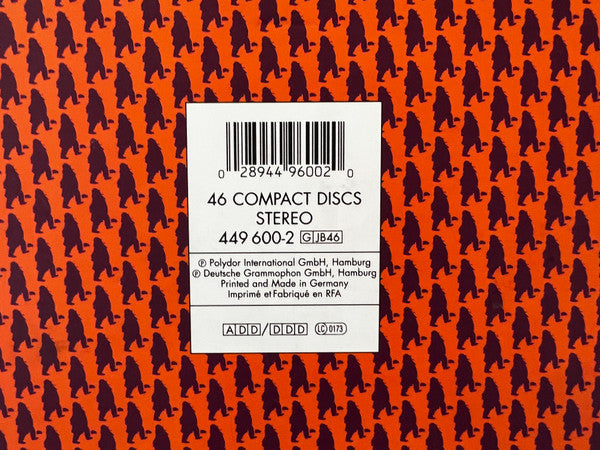 0 28944 96002 0
46 COMPACT DISCS
STEREO
449 600-2 G JB46
℗ Polydor International GmbH, Hamburg
℗ Deutsche Grammophon GmbH, Hamburg
Printed and Made in Germany
Imprimé et Fabriqué en RFA
ADD/DDD LC 0173